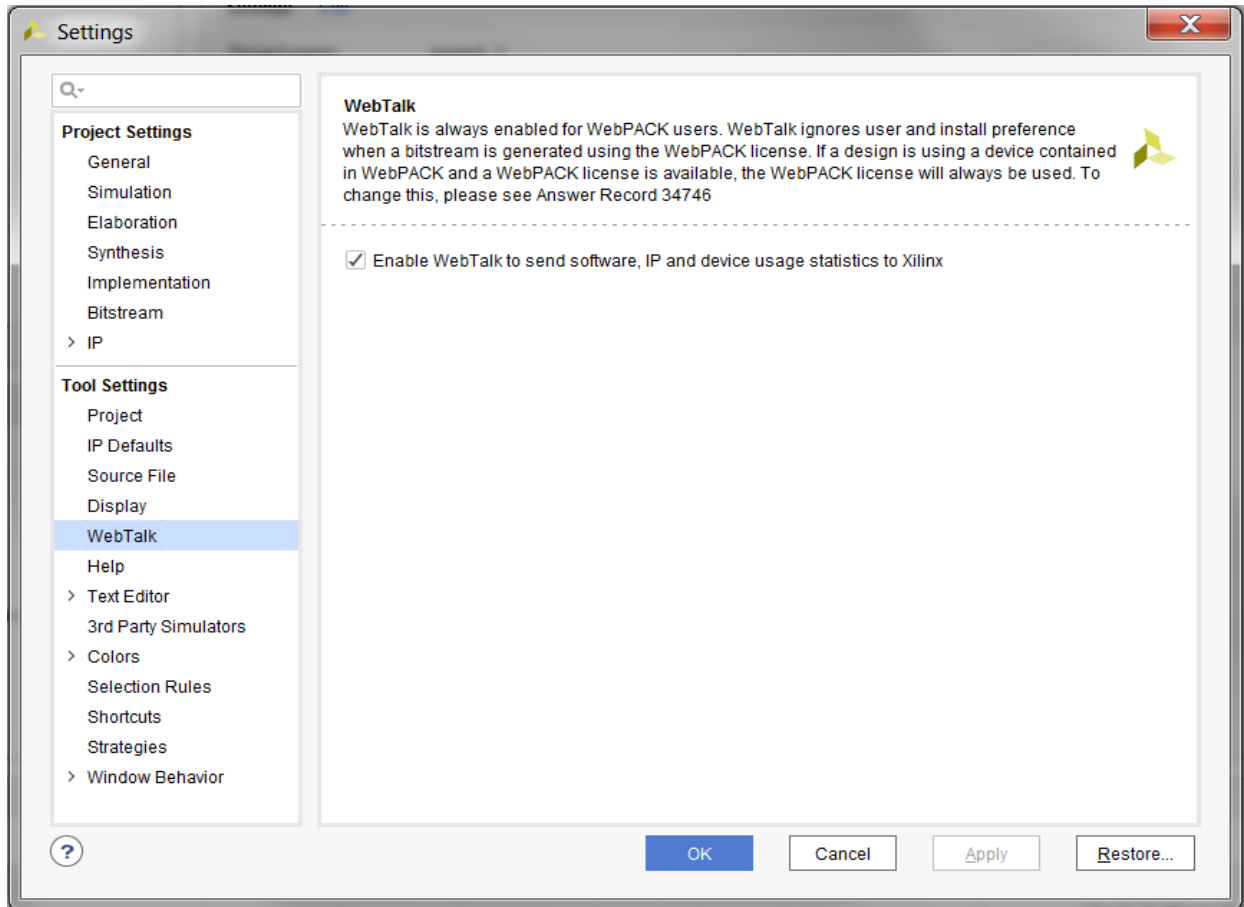 Settings
Project Settings
General
Simulation
Elaboration
Synthesis
Implementation
Bitstream
> IP
Tool Settings
Project
IP Defaults
Source File
Display
WebTalk
Help
> Text Editor
3rd Party Simulators
> Colors
Selection Rules
Shortcuts
Strategies
> Window Behavior
WebTalk
WebTalk is always enabled for WebPACK users. WebTalk ignores user and install preference
when a bitstream is generated using the WebPACK license. If a design is using a device contained
in WebPACK and a WebPACK license is available, the WebPACK license will always be used. To
change this, please see Answer Record 34746
Enable WebTalk to send software, IP and device usage statistics to Xilinx
?
OK
Cancel
Apply
Restore...